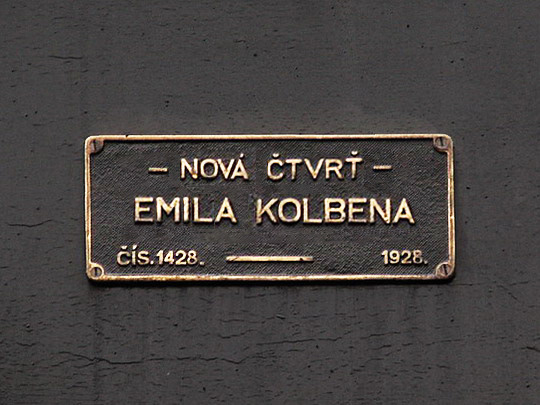 – NOVÁ ČTVRŤ –
EMILA KOLBENA
ČÍS. 1428. — 1928.